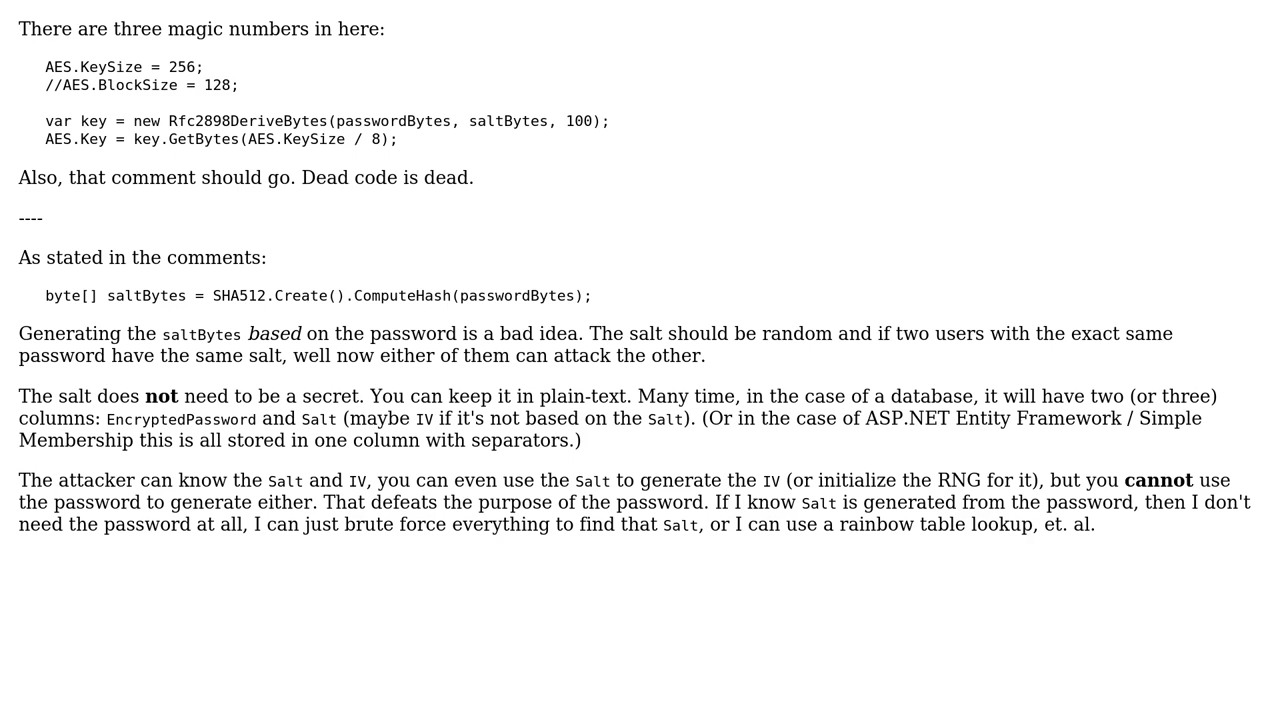 There are three magic numbers in here:
AES.KeySize = 256;
//AES.BlockSize = 128;
var key = new Rfc2898DeriveBytes(passwordBytes, saltBytes, 100);
AES.Key = key.GetBytes(AES.KeySize / 8);
Also, that comment should go. Dead code is dead.
----
As stated in the comments:
byte[] saltBytes = SHA512.Create().ComputeHash(passwordBytes);
Generating the saltBytes based on the password is a bad idea. The salt should be random and if two users with the exact same
password have the same salt, well now either of them can attack the other.
The salt does not need to be a secret. You can keep it in plain-text. Many time, in the case of a database, it will have two (or three)
columns: EncryptedPassword and Salt (maybe IV if it's not based on the Salt). (Or in the case of ASP.NET Entity Framework / Simple
Membership this is all stored in one column with separators.)
The attacker can know the Salt and IV, you can even use the Salt to generate the IV (or initialize the RNG for it), but you cannot use
the password to generate either. That defeats the purpose of the password. If I know Salt is generated from the password, then I don't
need the password at all, I can just brute force everything to find that Salt, or I can use a rainbow table lookup, et. al.